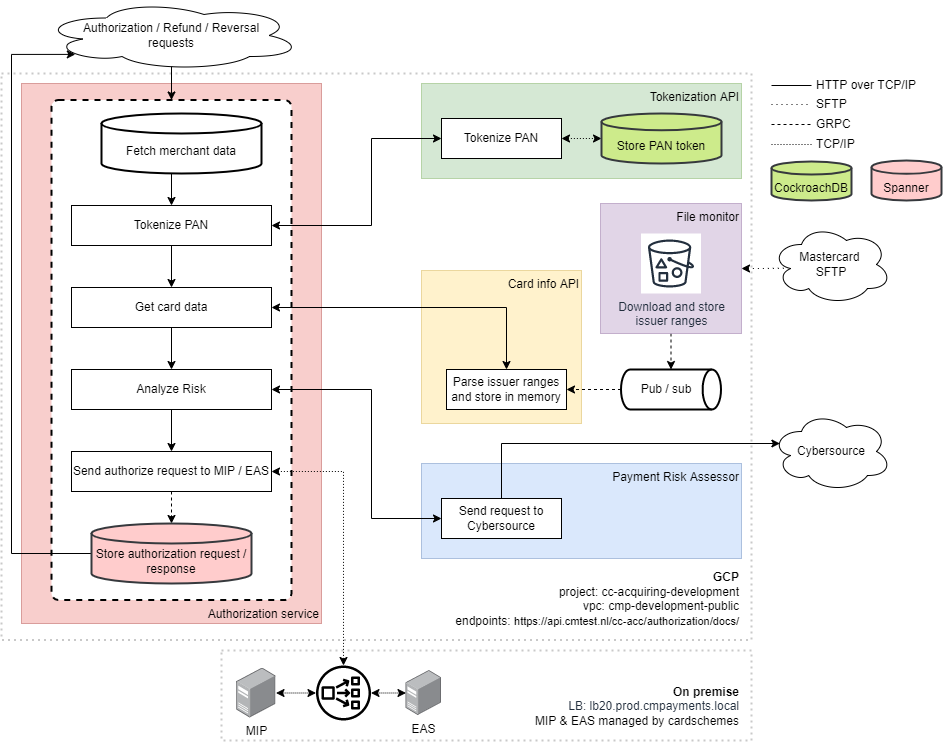 Authorization / Refund / Reversal
requests
Fetch merchant data
Tokenize PAN
Get card data
Analyze Risk
Send authorize request to MIP / EAS
Store authorization request /
response
Authorization service
Tokenization API
Tokenize PAN
Store PAN token
File monitor
Download and store
issuer ranges
Card info API
Parse issuer ranges
and store in memory
Pub / sub
Payment Risk Assessor
Send request to
Cybersource
HTTP over TCP/IP
SFTP
GRPC
TCP/IP
CockroachDB
Spanner
Mastercard
SFTP
Cybersource
GCP
project: cc-acquiring-development
vpc: cmp-development-public
endpoints: https://api.cmtest.nl/cc-acc/authorization/docs/
MIP
EAS
On premise
LB: lb20.prod.cmpayments.local
MIP & EAS managed by cardschemes